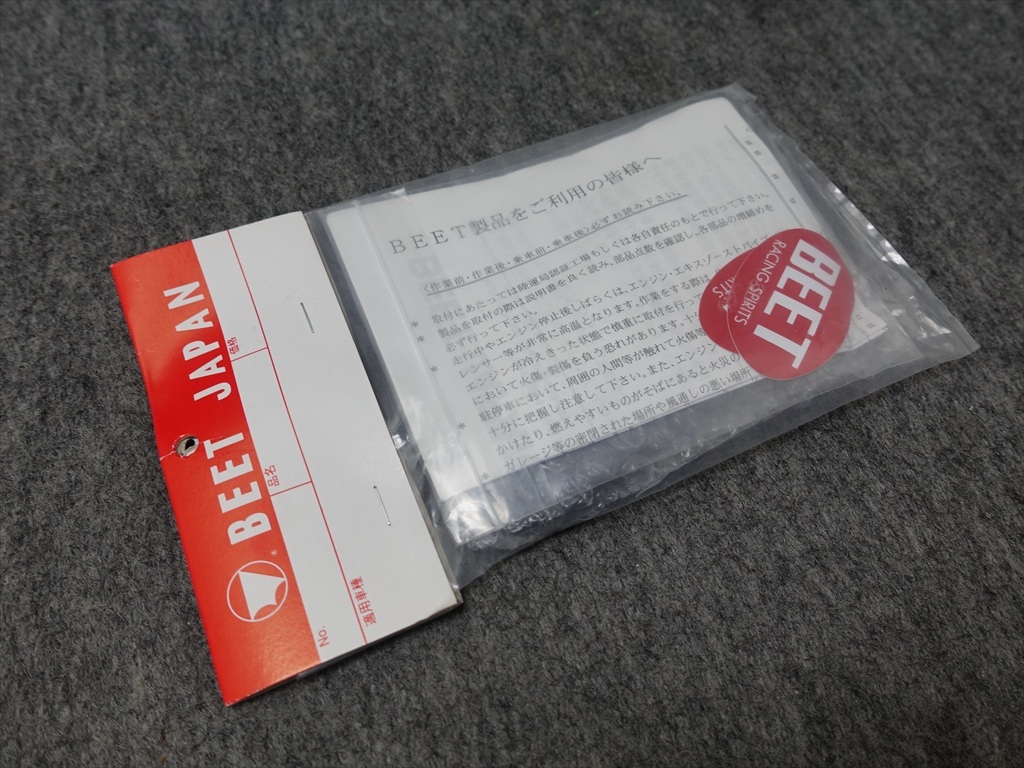 BEET JAPAN
No.
品名
価格
適用車種
BEET製品をご利用の皆様へ
(作業前・作業後・乗車前・乗車後)必ずお読み下さい。
* 取付にあたっては陸運局認証工場もしくは各自責任のもとで行って下さい。
製品を取付の際は説明書を良く読み、部品点数を確認し、各部品の増締めを
必ず行って下さい。
* 走行中やエンジン停止後しばらくは、エンジン・エキゾーストパイプ
レンサー等が非常に高温となります。作業をする際は
エンジンが冷えきった状態で慎重に取付を行って
において火傷・裂傷を負う恐れがあります。
* 駐停車において、周囲の人間等が触れて火傷等
十分に把握し注意して下さい。また、エンジン
かけたり、燃えやすいものがそばにあると火災の
* ガレージ等の密閉された場所や風通しの悪い場所
BEET
RACING-SPIRITS